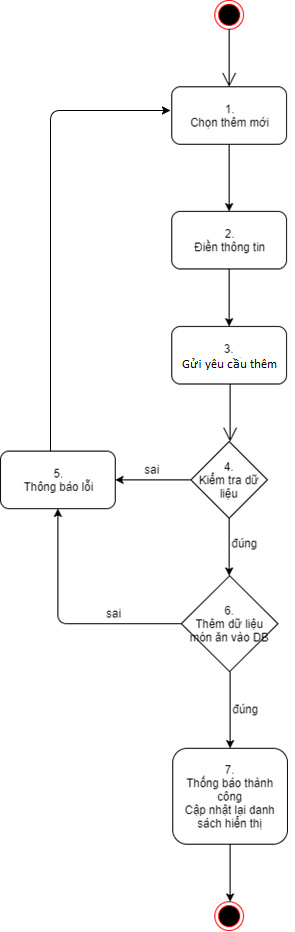 1.
Chọn thêm mới
2.
Điền thông tin
3.
Gửi yêu cầu thêm
4.
Kiểm tra dữ
liệu
sai
5.
Thông báo lỗi
đúng
6.
Thêm dữ liệu
món ăn vào DB
sai
đúng
7.
Thống báo thành
công
Cập nhật lại danh
sách hiển thị